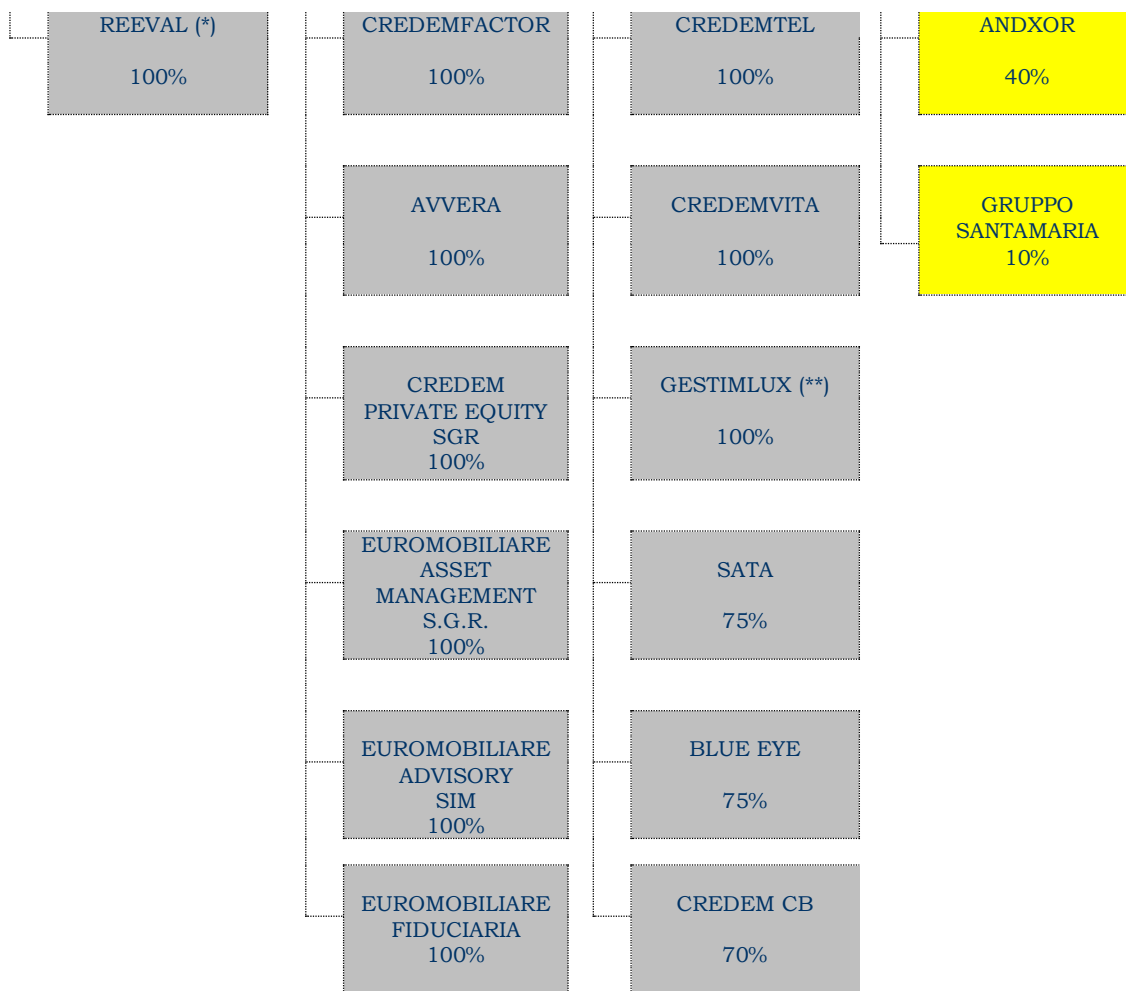 REEVAL (*)
100%
CREDEMFACTOR
100%
CREDEMTEL
100%
ANDXOR
40%
AVVERA
100%
CREDEMVITA
100%
GRUPPO
SANTAMARIA
10%
CREDEM
PRIVATE EQUITY
SGR
100%
GESTIMLUX (**)
100%
EUROMOBILIARE
ASSET
MANAGEMENT
S.G.R.
100%
SATA
75%
EUROMOBILIARE
ADVISORY
SIM
100%
BLUE EYE
75%
EUROMOBILIARE
FIDUCIARIA
100%
CREDEM CB
70%